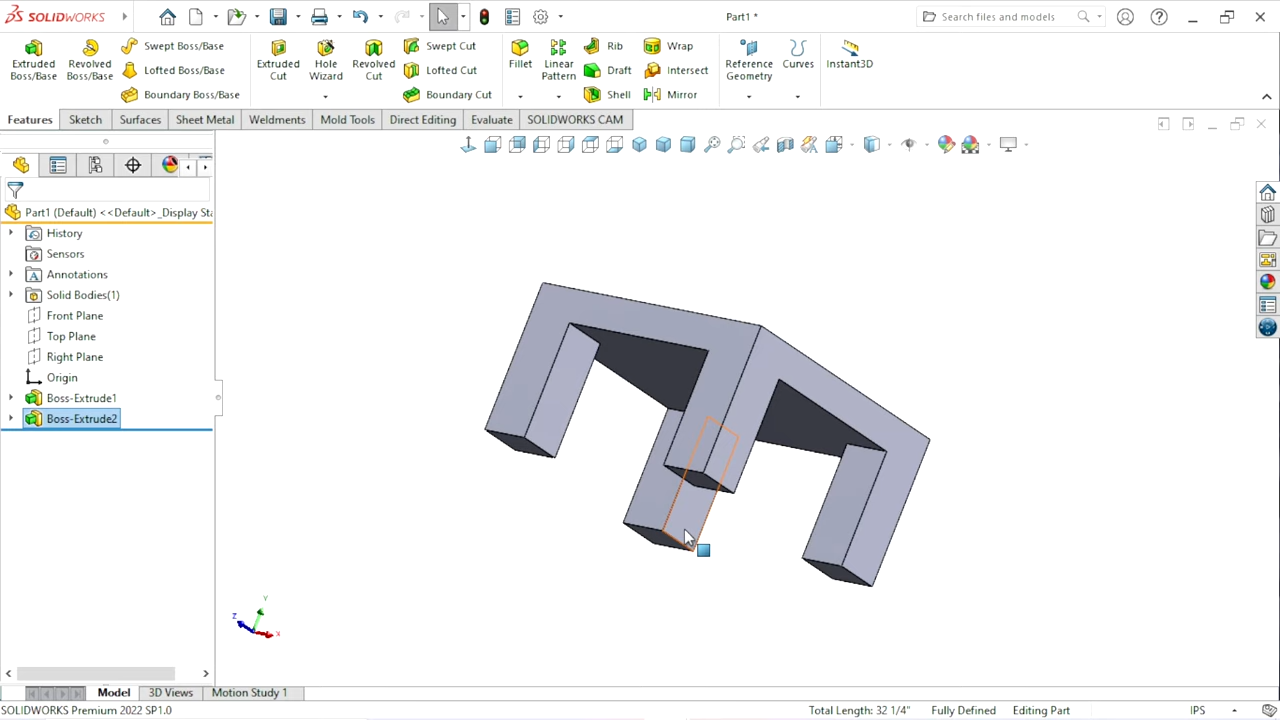 SOLIDWORKS
Part1 *
Search files and models
Extruded Boss/Base
Revolved Boss/Base
Swept Boss/Base
Lofted Boss/Base
Boundary Boss/Base
Extruded Cut
Hole Wizard
Revolved Cut
Swept Cut
Lofted Cut
Boundary Cut
Fillet
Linear Pattern
Rib
Draft
Shell
Wrap
Intersect
Mirror
Reference Geometry
Curves
Instant3D
Features
Sketch
Surfaces
Sheet Metal
Weldments
Mold Tools
Direct Editing
Evaluate
SOLIDWORKS CAM
Part1 (Default) <<Default>_Display Sta
History
Sensors
Annotations
Solid Bodies(1)
Front Plane
Top Plane
Right Plane
Origin
Boss-Extrude1
Boss-Extrude2
Y
Z
X
Model
3D Views
Motion Study 1
SOLIDWORKS Premium 2022 SP1.0
Total Length: 32 1/4"
Fully Defined
Editing Part
IPS